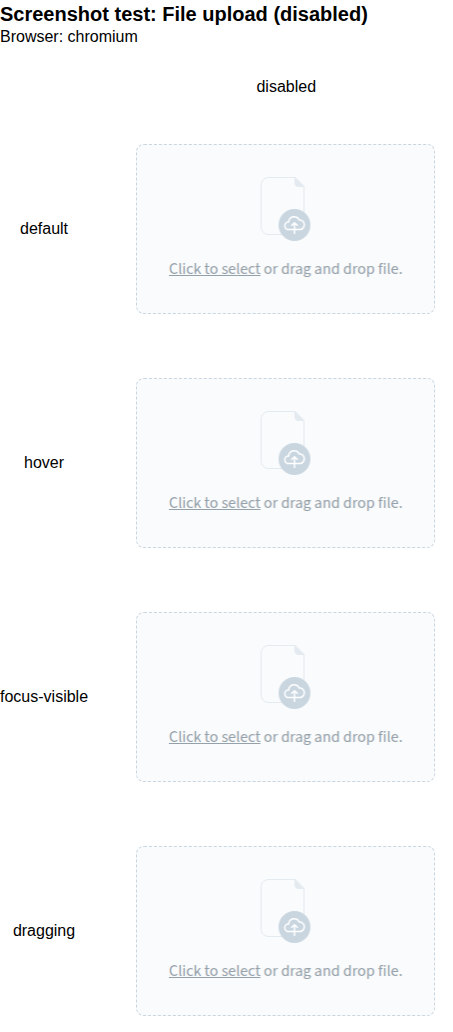 Screenshot test: File upload (disabled)
Browser: chromium
disabled
default
Click to select or drag and drop file.
hover
Click to select or drag and drop file.
focus-visible
Click to select or drag and drop file.
dragging
Click to select or drag and drop file.